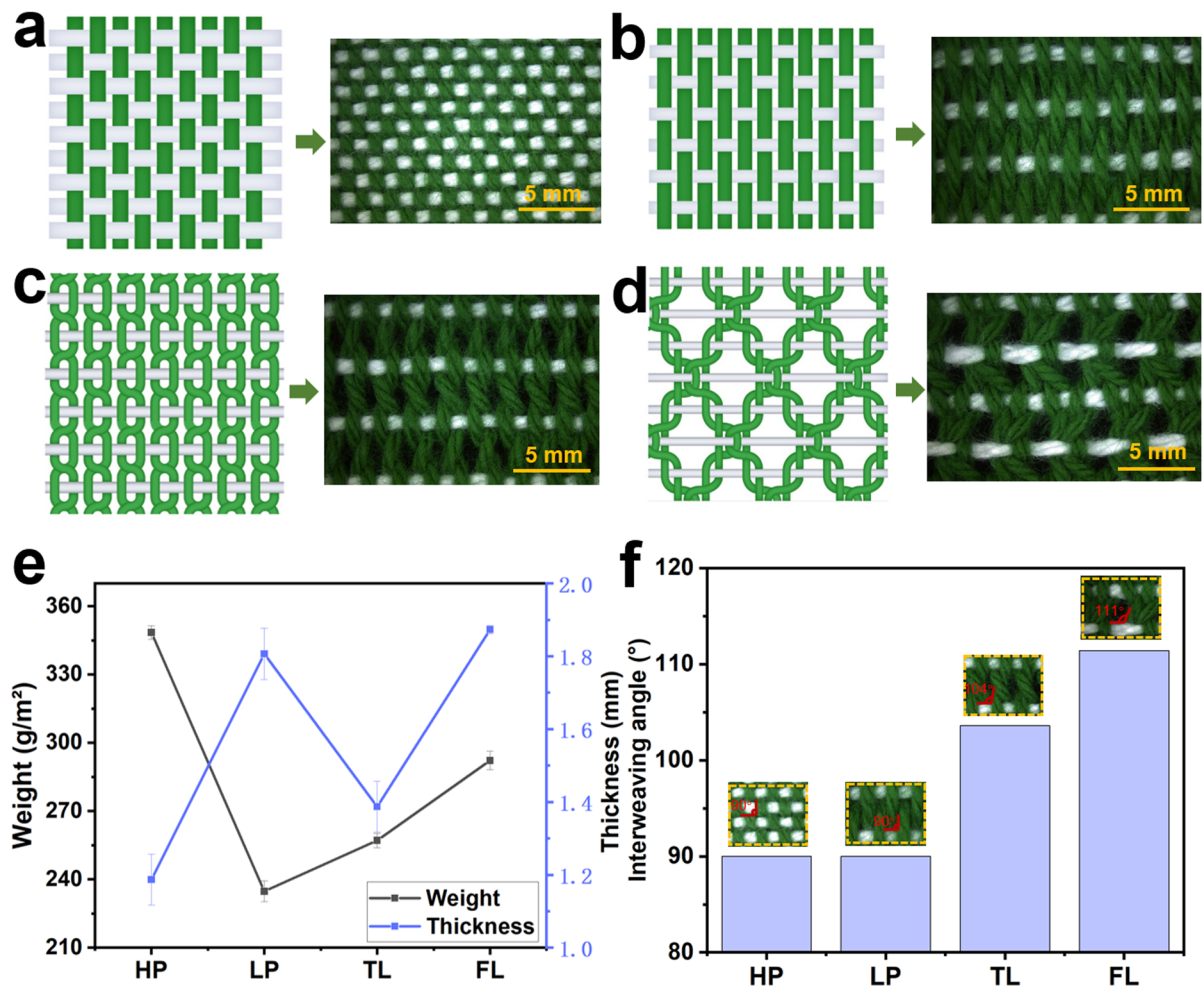 a
b
5 mm
5 mm
c
d
5 mm
5 mm
e
Weight (g/m²)
360
330
300
270
240
210
2.0
1.8
1.6
1.4
1.2
1.0
Thickness (mm)
Weight
Thickness
HP LP TL FL
f
Interweaving angle (°)
120
110
100
90
80
90°
90°
104°
111°
HP LP TL FL